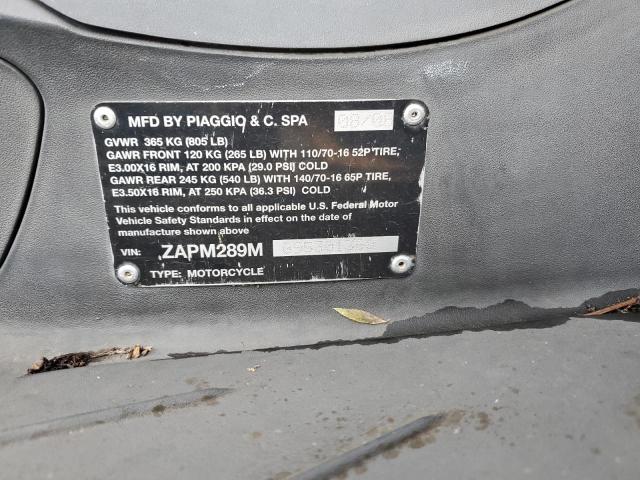 MFD BY PIAGGIO & C. SPA 08/08
GVWR 365 KG (805 LB)
GAWR FRONT 120 KG (265 LB) WITH 110/70-16 52P TIRE,
E3.00X16 RIM, AT 200 KPA (29.0 PSI) COLD
GAWR REAR 245 KG (540 LB) WITH 140/70-16 65P TIRE,
E3.50X16 RIM, AT 250 KPA (36.3 PSI) COLD
This vehicle conforms to all applicable U.S. Federal Motor
Vehicle Safety Standards in effect on the date of
manufacture shown above
VIN: ZAPM289M
TYPE: MOTORCYCLE